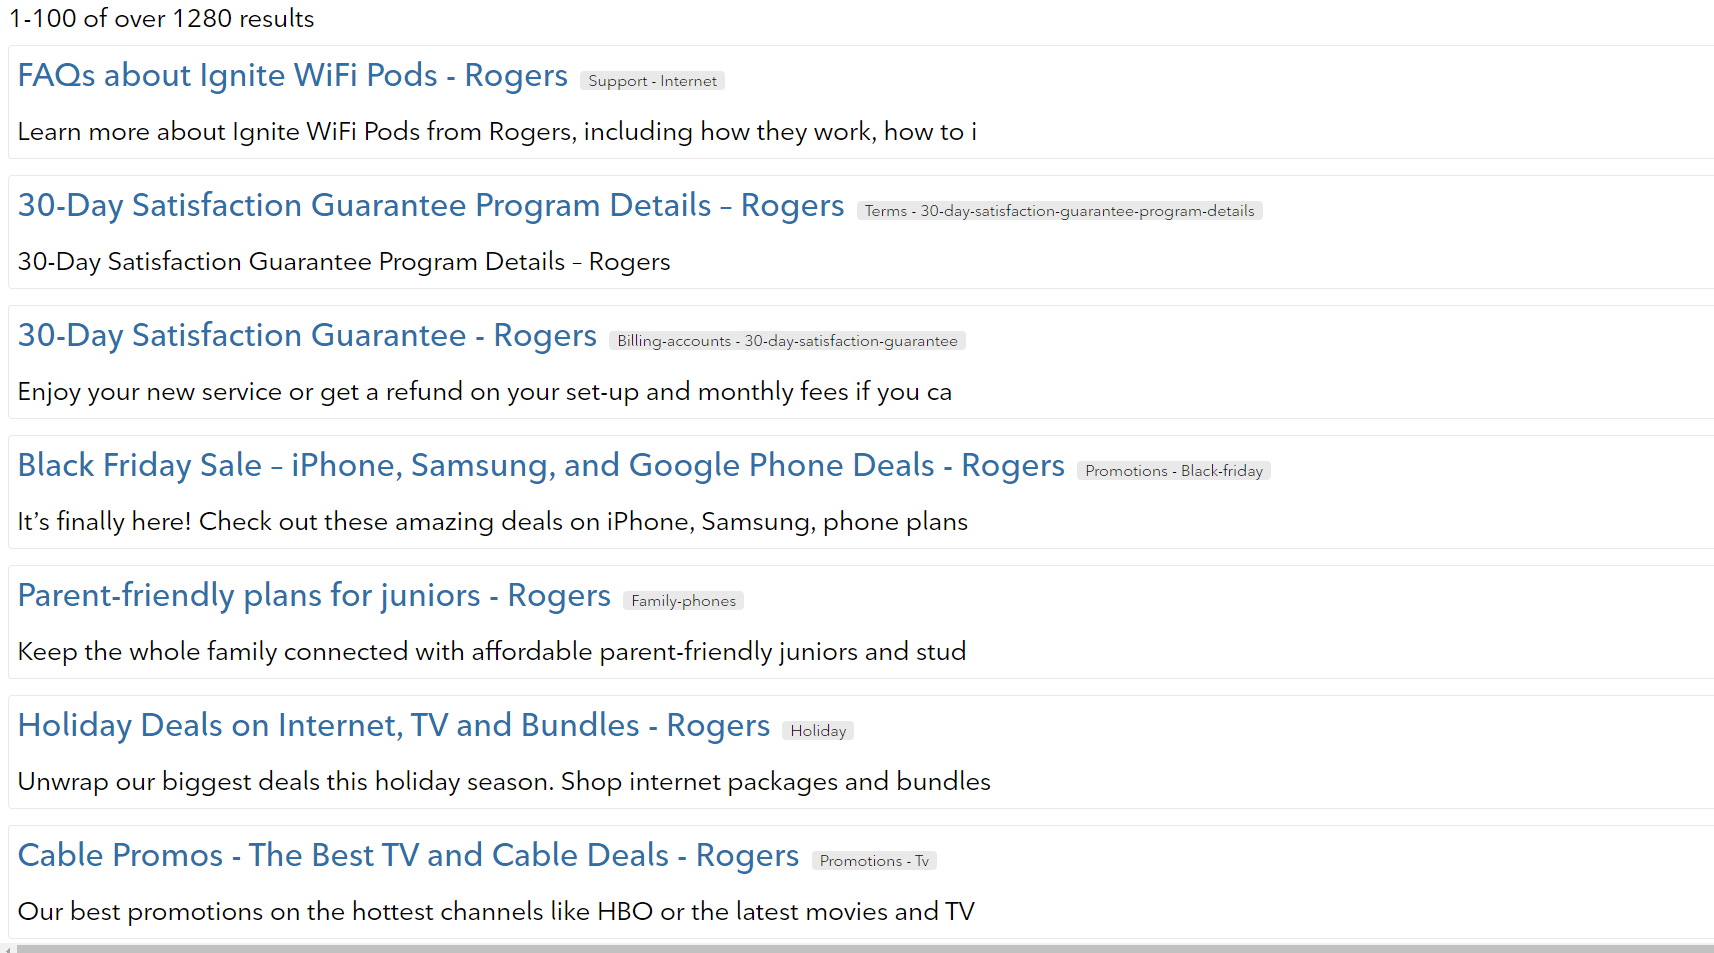 1-100 of over 1280 results
FAQs about Ignite WiFi Pods - Rogers Support - Internet
Learn more about Ignite WiFi Pods from Rogers, including how they work, how to i
30-Day Satisfaction Guarantee Program Details – Rogers Terms - 30-day-satisfaction-guarantee-program-details
30-Day Satisfaction Guarantee Program Details – Rogers
30-Day Satisfaction Guarantee - Rogers Billing-accounts - 30-day-satisfaction-guarantee
Enjoy your new service or get a refund on your set-up and monthly fees if you ca
Black Friday Sale – iPhone, Samsung, and Google Phone Deals - Rogers Promotions - Black-friday
It’s finally here! Check out these amazing deals on iPhone, Samsung, phone plans
Parent-friendly plans for juniors - Rogers Family-phones
Keep the whole family connected with affordable parent-friendly juniors and stud
Holiday Deals on Internet, TV and Bundles - Rogers Holiday
Unwrap our biggest deals this holiday season. Shop internet packages and bundles
Cable Promos - The Best TV and Cable Deals - Rogers Promotions - Tv
Our best promotions on the hottest channels like HBO or the latest movies and TV